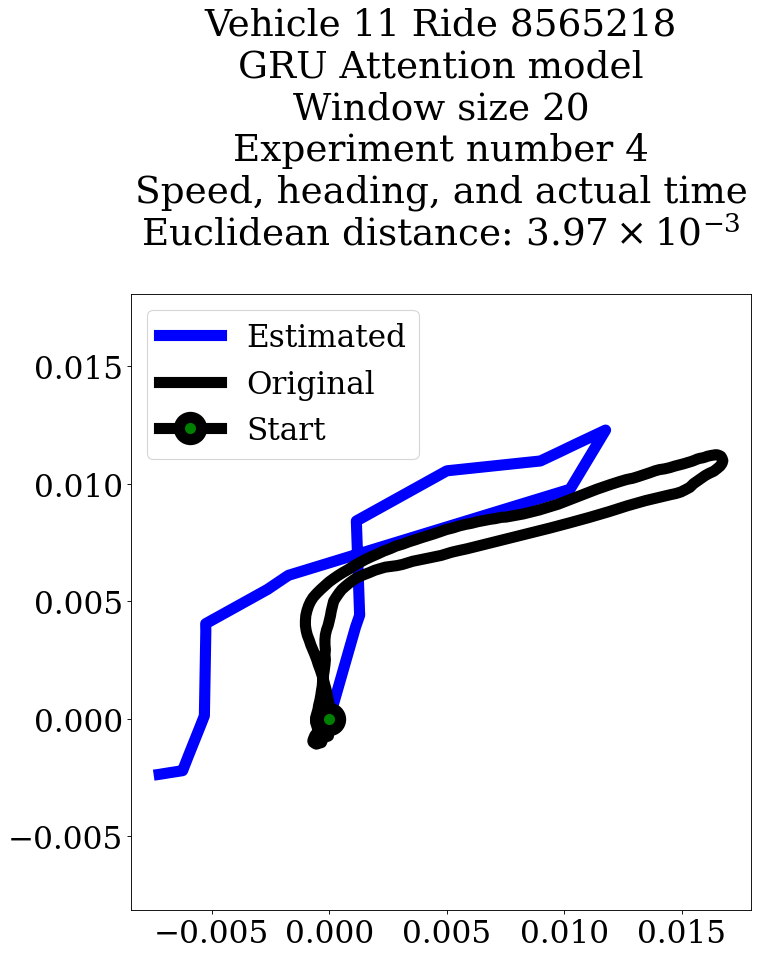 Vehicle 11 Ride 8565218
GRU Attention model
Window size 20
Experiment number 4
Speed, heading, and actual time
Euclidean distance: 3.97 × 10⁻³
Estimated
Original
Start
0.015
0.010
0.005
0.000
−0.005
−0.005 0.000 0.005 0.010 0.015